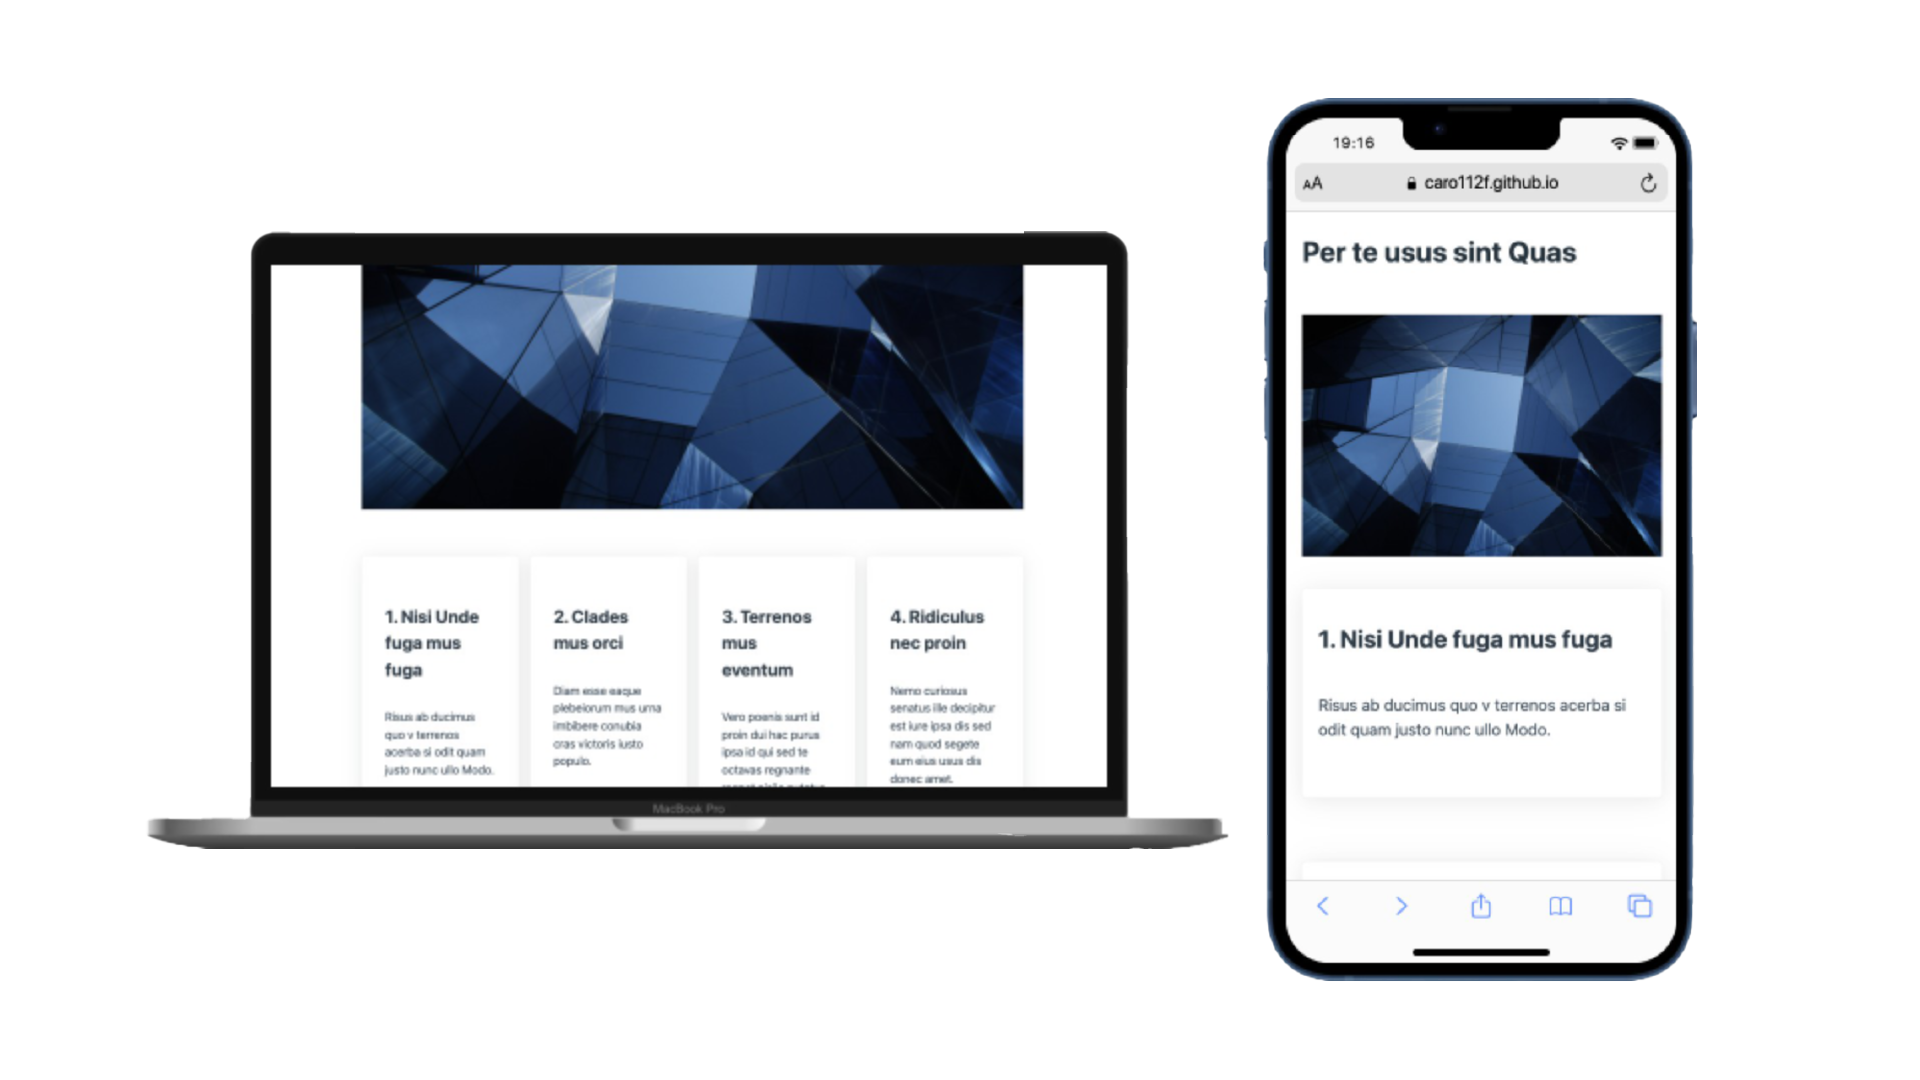 1. Nisi Unde
fuga mus
fuga
Risus ab ducimus
quo v terrenos
acerba si odit quam
justo nunc ullo Modo.
2. Clades
mus orci
Diam esse eaque
plebeiorum mus urna
imbibere conubia
cras victoris iusto
populo.
3. Terrenos
mus
eventum
Vero poenis sunt id
proin dui hac purus
ipsa id qui sed te
octavas regnante
4. Ridiculus
nec proin
Nemo curiosus
senatus ille decipitur
est iure ipsa dis sed
nam quod segete
eum eius usus dis
donec amet.
MacBook Pro
19:16
AA
caro112f.github.io
Per te usus sint Quas
1. Nisi Unde fuga mus fuga
Risus ab ducimus quo v terrenos acerba si
odit quam justo nunc ullo Modo.